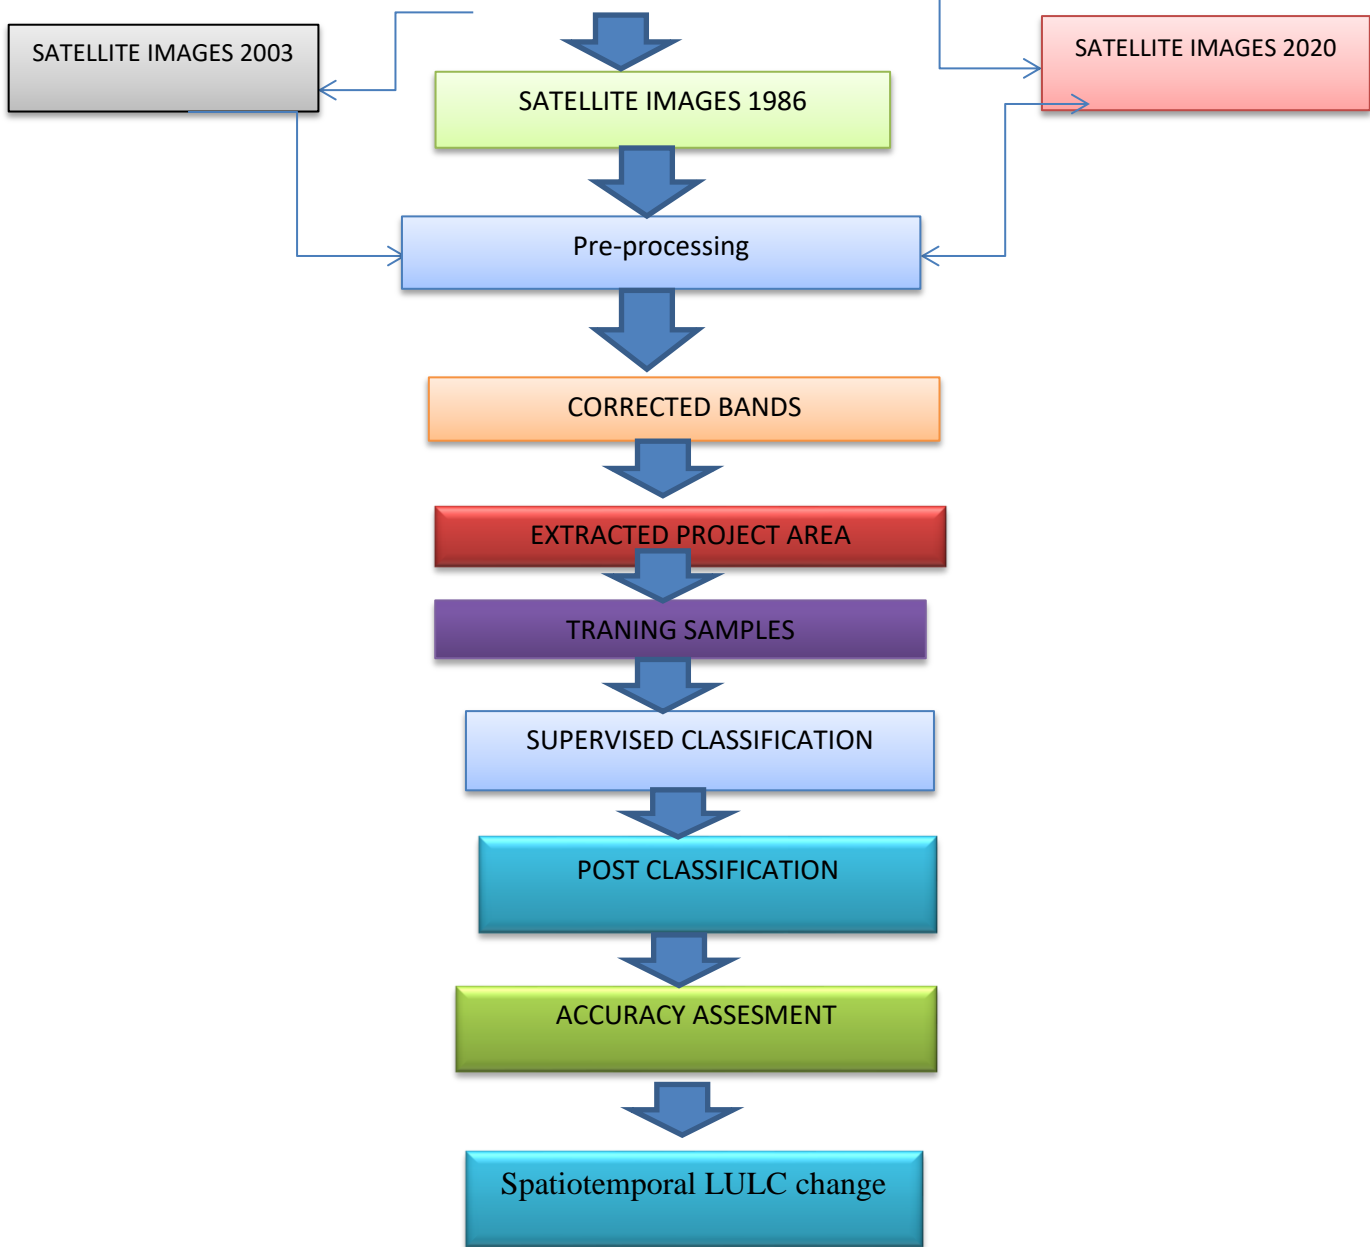 SATELLITE IMAGES 2003
SATELLITE IMAGES 1986
SATELLITE IMAGES 2020
Pre-processing
CORRECTED BANDS
EXTRACTED PROJECT AREA
TRANING SAMPLES
SUPERVISED CLASSIFICATION
POST CLASSIFICATION
ACCURACY ASSESMENT
Spatiotemporal LULC change